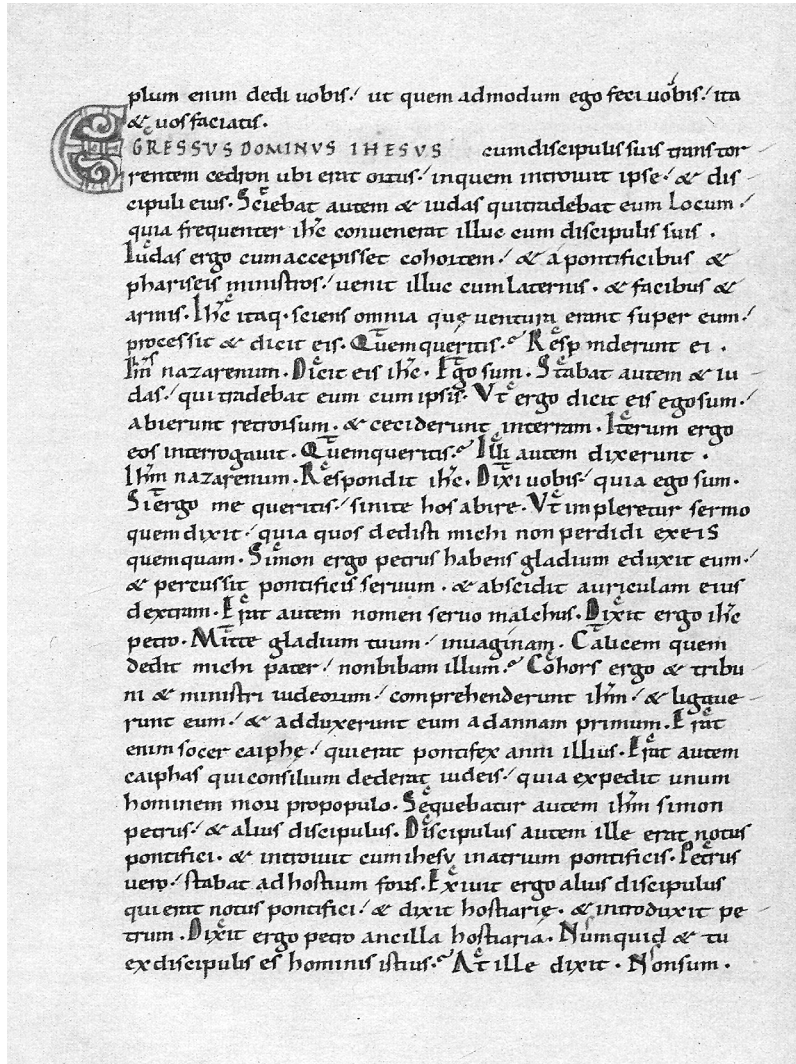 plum enim dedi uobis. ut quem admodum ego feci uobis. ita
& uos faciatis.
EGRESSVS DOMINVS IHESVS cum discipulis suis trans tor
rentem cedron ubi erat ortus. in quem introiuit ipse. & dis
cipuli eius. Sciebat autem & iudas qui tradebat eum Locum.
quia frequenter ihc convenerat illuc cum discipulis suis.
Iudas ergo cum accepisset cohortem. & a pontificibus &
phariseis ministros. venit illuc cum laternis. & facibus &
armis. Ihc itaq. sciens omnia quę ventura erant super eum.
processit & dicit eis. Quem queritis. Responderunt ei.
Ihm nazarenum. Dicit eis ihc. Ego sum. Stabat autem & iu
das. qui tradebat eum cum ipsis. Vt ergo dicit eis ego sum.
abierunt retrorsum. & ceciderunt in terram. Iterum ergo
eos interrogauit. Quem queritis. Illi autem dixerunt.
Ihm nazarenum. Respondit ihc. Dixi uobis. quia ego sum.
Si ergo me queritis. sinite hos abire. Vt impleretur sermo
quem dixit. quia quos dedisti michi non perdidi ex eis
quemquam. Simon ergo petrus habens gladium eduxit eum.
& percussit pontificis seruum. & abscidit auriculam eius
dextram. Erat autem nomen servo malchus. Dixit ergo ihc
petro. Mitte gladium tuum. in vaginam. Calicem quem
dedit michi pater. non bibam illum. Cohors ergo & tribu
ni & ministri iudeorum. comprehenderunt ihm. & ligaue
runt eum. & adduxerunt eum ad annam primum. Erat
enim socer caiphę. qui erat pontifex anni illius. Erat autem
caiphas qui consilium dederat iudeis. quia expedit unum
hominem mori pro populo. Sequebatur autem ihm simon
petrus. & alius discipulus. Discipulus autem ille erat notus
pontifici. & introiuit cum ihesu in atrium pontificis. Petrus
vero. stabat ad hostium foris. Exivit ergo alius discipulus
qui erat notus pontifici. & dixit hostiarię. & introduxit pe
trum. Dixit ergo petro ancilla hostiaria. Numquid & tu
ex discipulis es hominis istius. At ille dixit. Non sum.